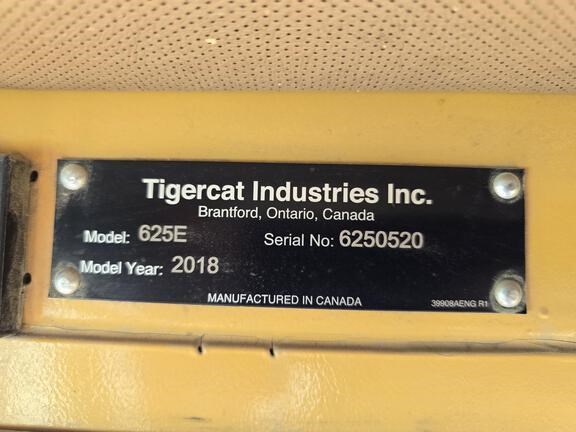 Tigercat Industries Inc.
Brantford, Ontario, Canada
Model: 625E Serial No: 6250520
Model Year: 2018
MANUFACTURED IN CANADA 39908AENG R1